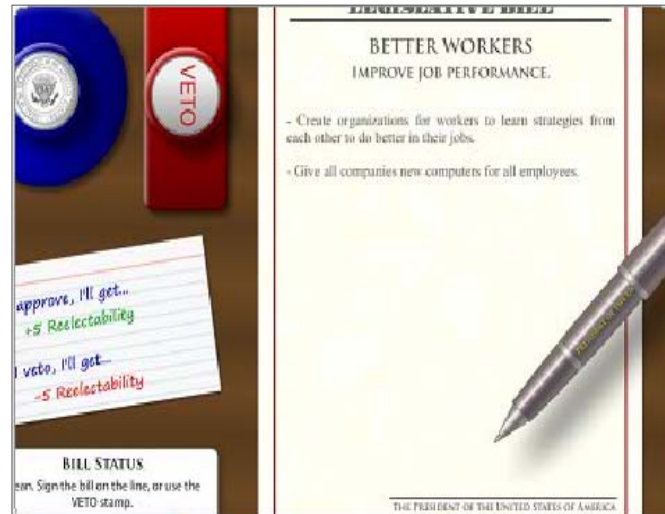 LEGISLATIVE BILL
BETTER WORKERS
IMPROVE JOB PERFORMANCE.
- Create organizations for workers to learn strategies from
each other to do better in their jobs.
- Give all companies new computers for all employees.
VETO
approve, I'll get...
+5 Reelectability
veto, I'll get...
-5 Reelectability
BILL STATUS
Sign the bill on the line, or use the
VETO stamp.
THE PRESIDENT OF THE UNITED STATES OF AMERICA